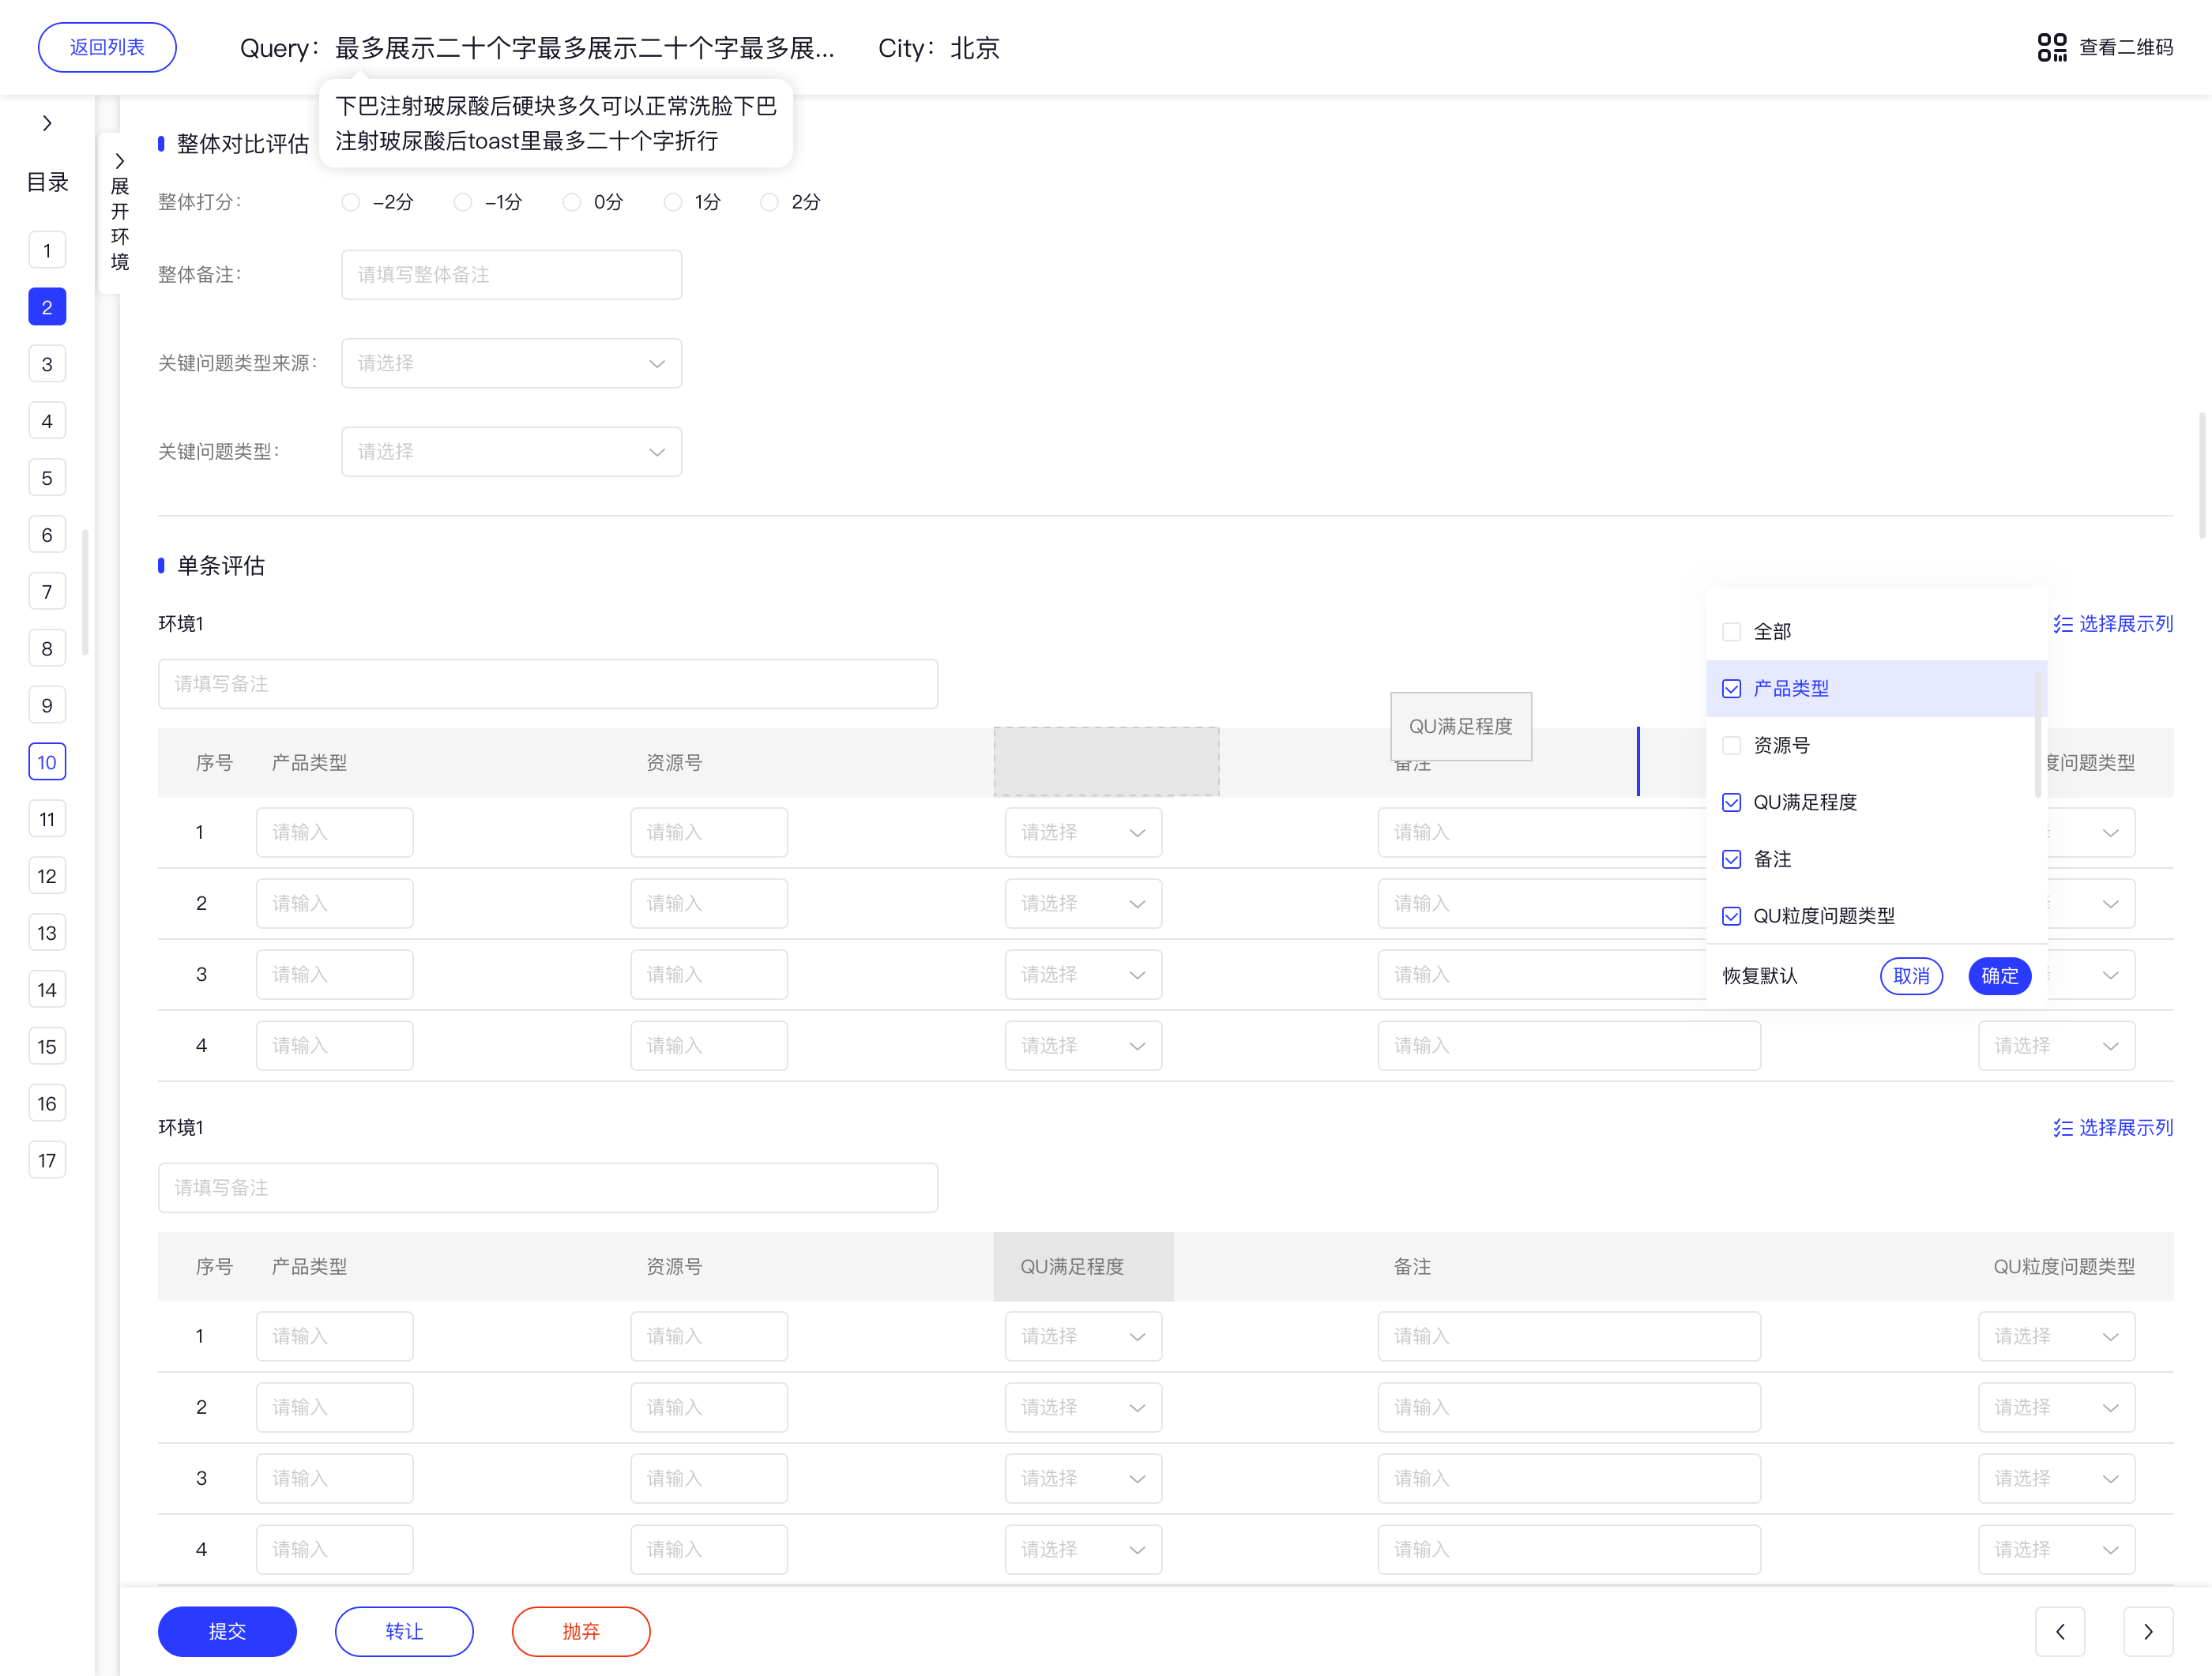 返回列表
Query：最多展示二十个字最多展示二十个字最多展...
City：北京
查看二维码
下巴注射玻尿酸后硬块多久可以正常洗脸下巴
注射玻尿酸后toast里最多二十个字折行
目录
1
2
3
4
5
6
7
8
9
10
11
12
13
14
15
16
17
展开环境
整体对比评估
整体打分： -2分 -1分 0分 1分 2分
整体备注： 请填写整体备注
关键问题类型来源： 请选择
关键问题类型： 请选择
单条评估
环境1
选择展示列
请填写备注
QU满足程度
序号 产品类型 资源号 备注 度问题类型
1 请输入 请输入 请选择 请输入
2 请输入 请输入 请选择 请输入
3 请输入 请输入 请选择 请输入
4 请输入 请输入 请选择 请输入 请选择
全部
产品类型
资源号
QU满足程度
备注
QU粒度问题类型
恢复默认 取消 确定
环境1
选择展示列
请填写备注
序号 产品类型 资源号 QU满足程度 备注 QU粒度问题类型
1 请输入 请输入 请选择 请输入 请选择
2 请输入 请输入 请选择 请输入 请选择
3 请输入 请输入 请选择 请输入 请选择
4 请输入 请输入 请选择 请输入 请选择
提交 转让 抛弃